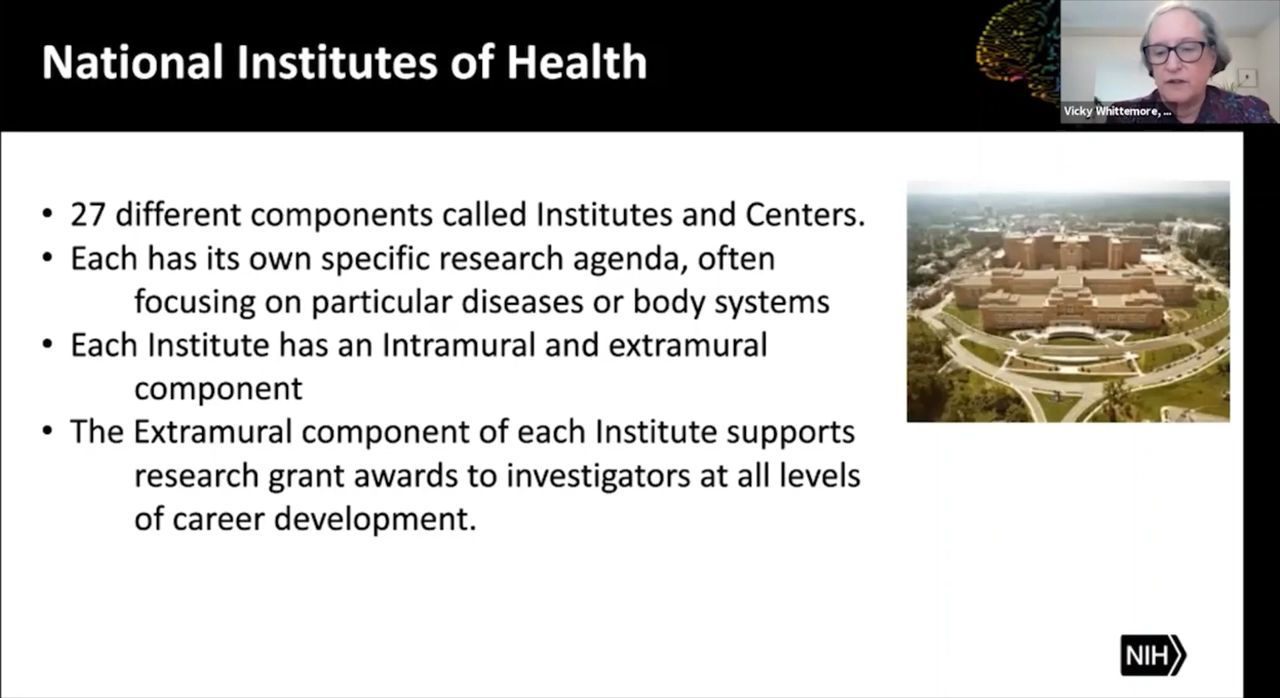 National Institutes of Health
Vicky Whittemore, ...
• 27 different components called Institutes and Centers.
• Each has its own specific research agenda, often
focusing on particular diseases or body systems
• Each Institute has an Intramural and extramural
component
• The Extramural component of each Institute supports
research grant awards to investigators at all levels
of career development.
NIH